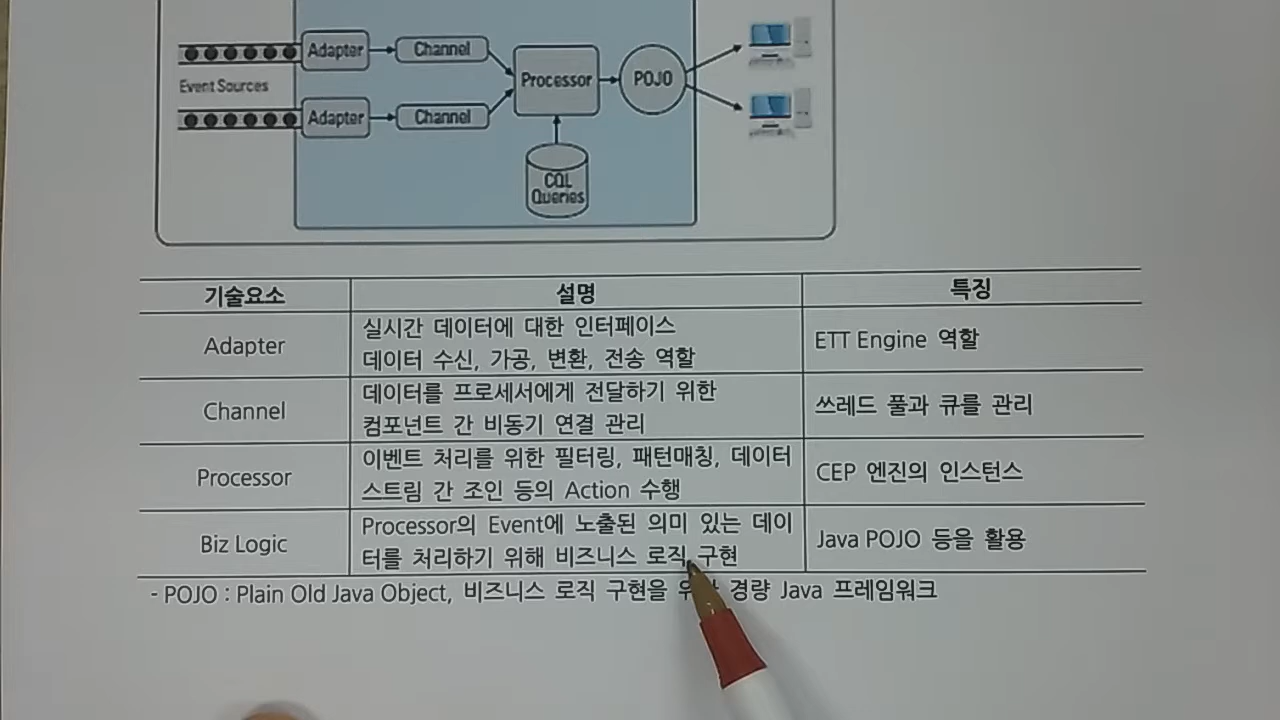 Adapter
Channel
Event Sources
Processor
POJO
Adapter
Channel
CQL
Queries
기술요소 설명 특징
Adapter
실시간 데이터에 대한 인터페이스
데이터 수신, 가공, 변환, 전송 역할
ETT Engine 역할
Channel
데이터를 프로세서에게 전달하기 위한
컴포넌트 간 비동기 연결 관리
쓰레드 풀과 큐를 관리
Processor
이벤트 처리를 위한 필터링, 패턴매칭, 데이터
스트림 간 조인 등의 Action 수행
CEP 엔진의 인스턴스
Biz Logic
Processor의 Event에 노출된 의미 있는 데이
터를 처리하기 위해 비즈니스 로직 구현
Java POJO 등을 활용
- POJO : Plain Old Java Object, 비즈니스 로직 구현을 경량 Java 프레임워크